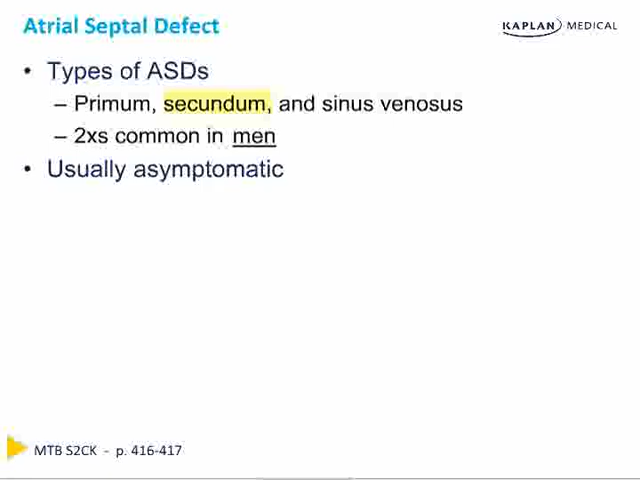 Atrial Septal Defect
KAPLAN MEDICAL
• Types of ASDs
– Primum, secundum, and sinus venosus
– 2xs common in men
• Usually asymptomatic
MTB S2CK - p. 416-417